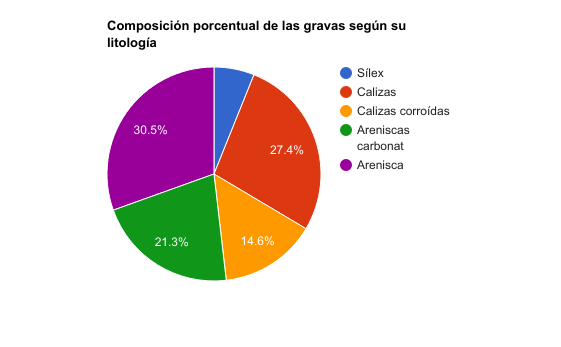 Composición porcentual de las gravas según su
litología
Sílex
Calizas
Calizas corroídas
Areniscas
carbonat
Arenisca
30.5%
27.4%
21.3%
14.6%